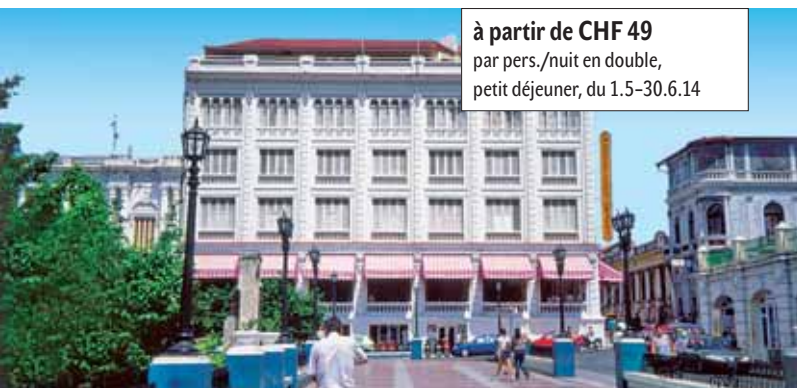 à partir de CHF 49
par pers./nuit en double,
petit déjeuner, du 1.5–30.6.14